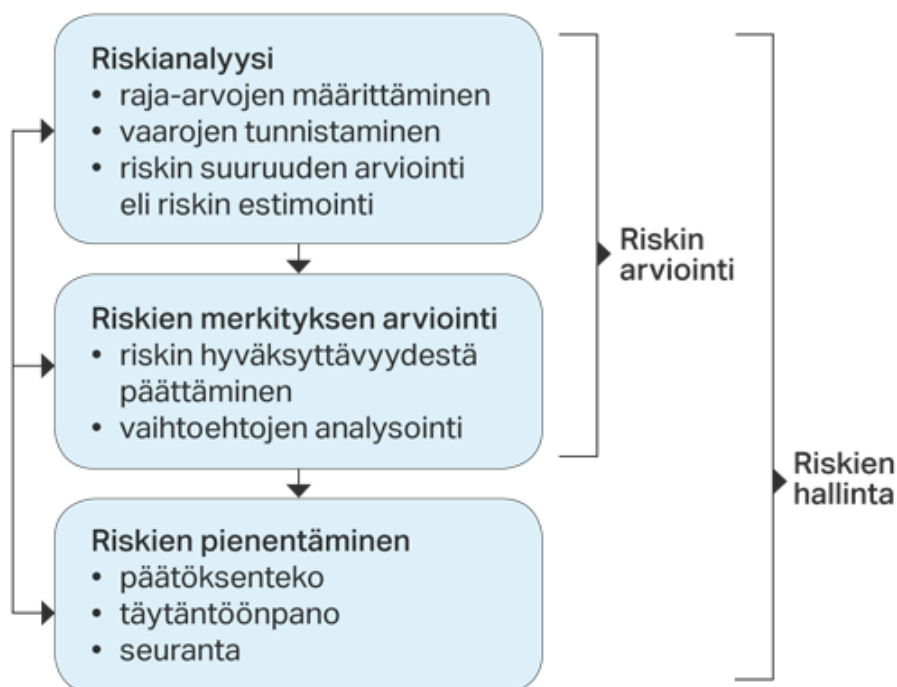 Riskianalyysi
• raja-arvojen määrittäminen
• vaarojen tunnistaminen
• riskin suuruuden arviointi
eli riskin estimointi
Riskien merkityksen arviointi
• riskin hyväksyttävyydestä
päättäminen
• vaihtoehtojen analysointi
Riskien pienentäminen
• päätöksenteko
• täytäntöönpano
• seuranta
Riskin
arviointi
Riskien
hallinta